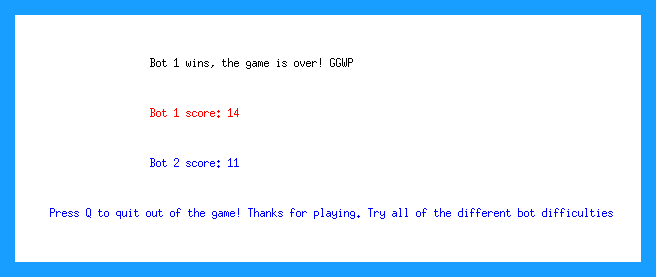 Bot 1 wins, the game is over! GGWP
Bot 1 score: 14
Bot 2 score: 11
Press Q to quit out of the game! Thanks for playing. Try all of the different bot difficulties